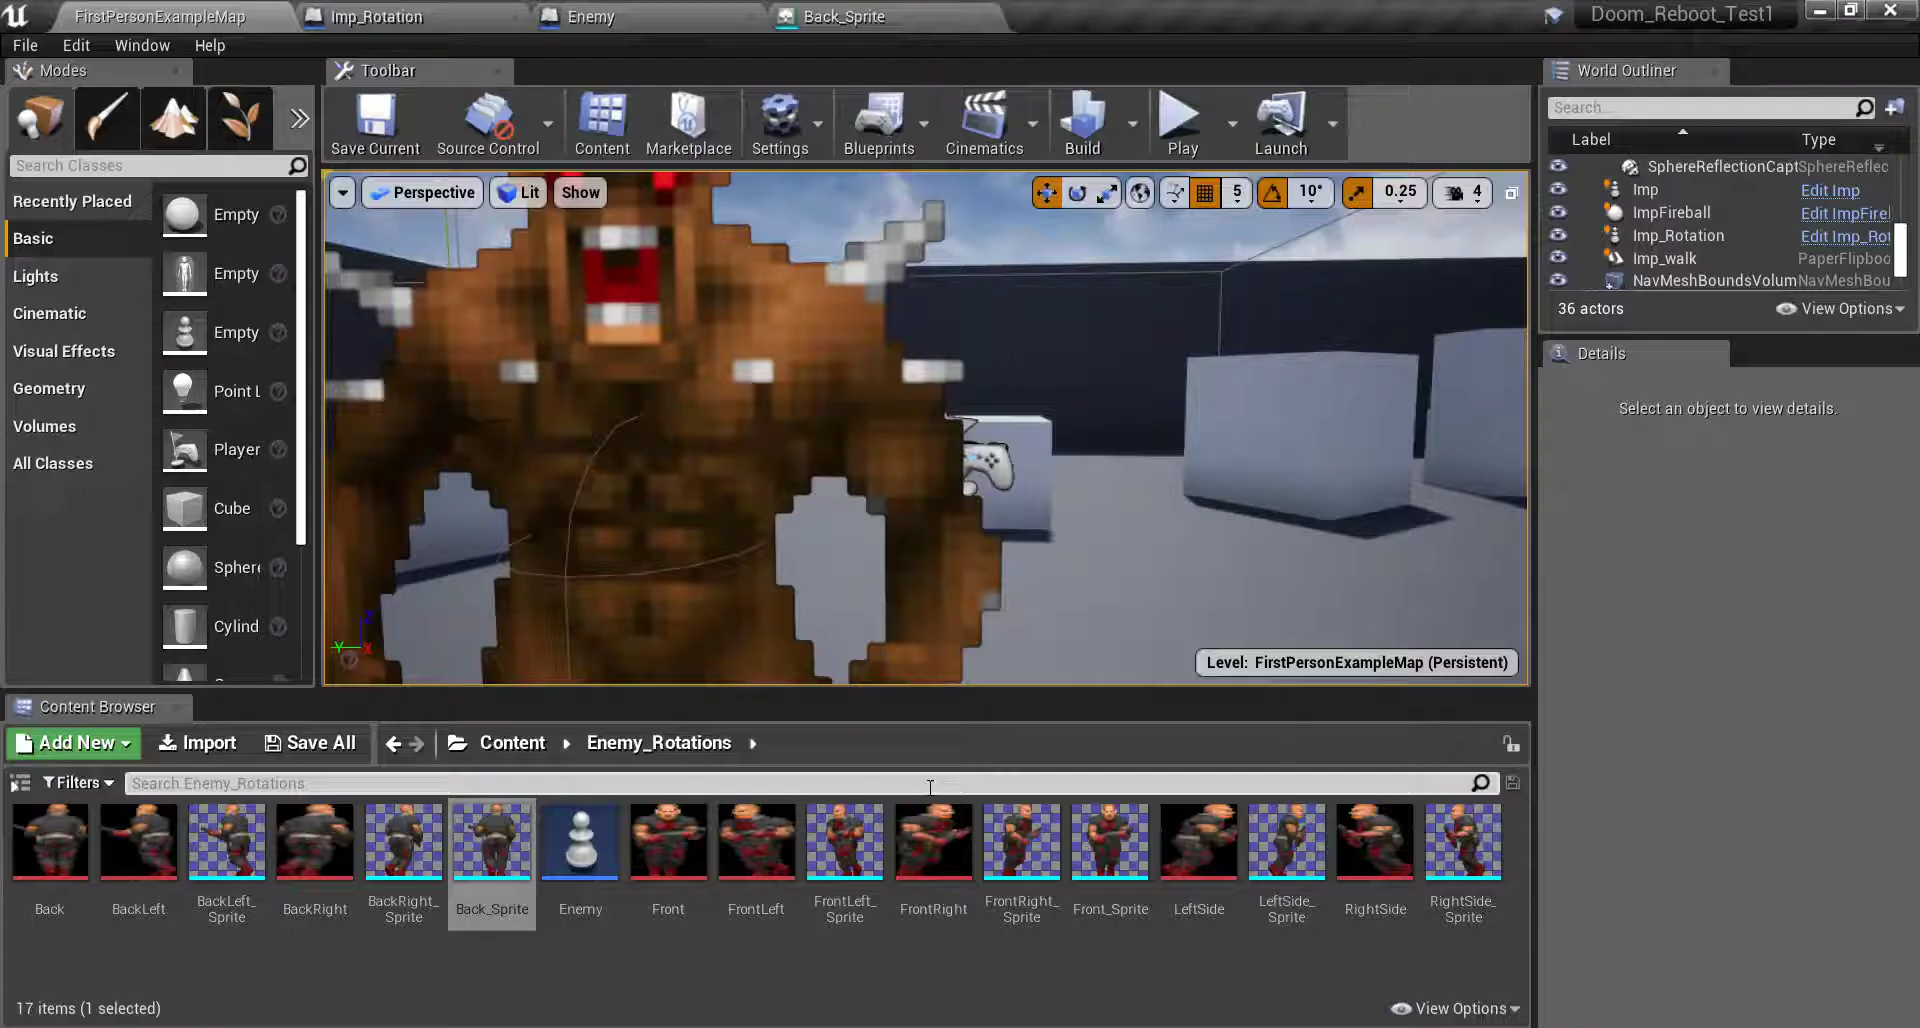 FirstPersonExampleMap
Imp_Rotation
Enemy
Back_Sprite
Doom_Reboot_Test1
File
Edit
Window
Help
Modes
Toolbar
World Outliner
Save Current
Source Control
Content
Marketplace
Settings
Blueprints
Cinematics
Build
Play
Launch
Search...
Label
Type
SphereReflectionCapt
SphereReflec
Imp
Edit Imp
ImpFireball
Edit ImpFirel
Imp_Rotation
Edit Imp_Rot
Imp_walk
PaperFlipboo
NavMeshBoundsVolum
NavMeshBou
36 actors
View Options
Details
Select an object to view details.
Search Classes
Recently Placed
Basic
Lights
Cinematic
Visual Effects
Geometry
Volumes
All Classes
Empty
Empty
Empty
Point L
Player
Cube
Sphere
Cylind
Perspective
Lit
Show
5
10°
0.25
4
Z
Y
X
Level: FirstPersonExampleMap (Persistent)
Content Browser
Add New
Import
Save All
Content
Enemy_Rotations
Filters
Search Enemy_Rotations
Back
BackLeft
BackLeft_
Sprite
BackRight
BackRight_
Sprite
Back_Sprite
Enemy
Front
FrontLeft
FrontLeft_
Sprite
FrontRight
FrontRight_
Sprite
Front_Sprite
LeftSide
LeftSide_
Sprite
RightSide
RightSide_
Sprite
17 items (1 selected)
View Options